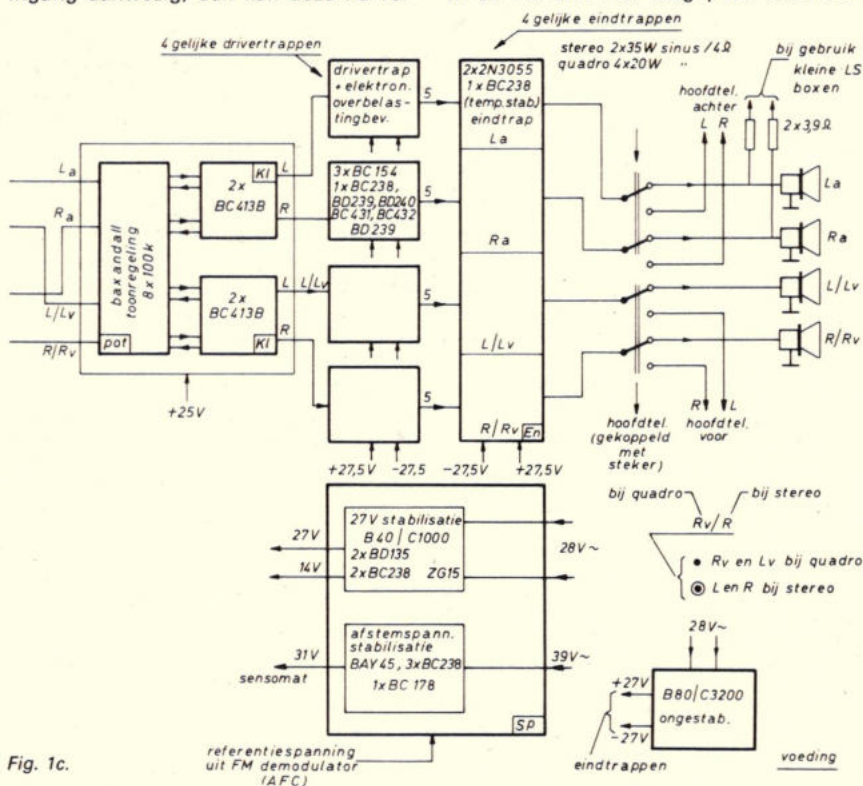 4 gelijke eindtrappen
4 gelijke drivertrappen
stereo 2x35W sinus /4Ω
quadro 4x20W "
bij gebruik
kleine LS
boxen
drivertrap
+ elektron.
overbelas-
tingbev.
5
2x2N3055
1xBC238
(temp.stab)
eindtrap
La
hoofdtel.
achter
L R
2x3,9Ω
La
Ra
baxandall
toonregeling
8x100k
pot
L/Lv
R/Rv
Kl
2x
BC413B
L
R
3xBC154
1xBC238,
BD239,BD240
BC431,BC432
BD239
5
Ra
La
Ra
2x
BC413B
Kl
L
L/Lv
R
5
L/Lv
L/Lv
R/Rv
+25V
5
R/Rv
En
hoofdtel.
(gekoppeld
met
steker)
R L
hoofdtel.
voor
+27,5V -27,5
-27,5V +27,5V
bij quadro
bij stereo
Rv/R
• Rv en Lv bij quadro
L en R bij stereo
27V stabilisatie
B40/C1000
2xBD135
2xBC238 ZG15
27V
14V
28V~
afstemspann.
stabilisatie
BAY45, 3xBC238
1xBC178
31V
sensomat
39V~
SP
28V~
+27V
-27V
B80/C3200
ongestab.
eindtrappen
voeding
referentiespanning
uit FM demodulator
(AFC)
Fig. 1c.